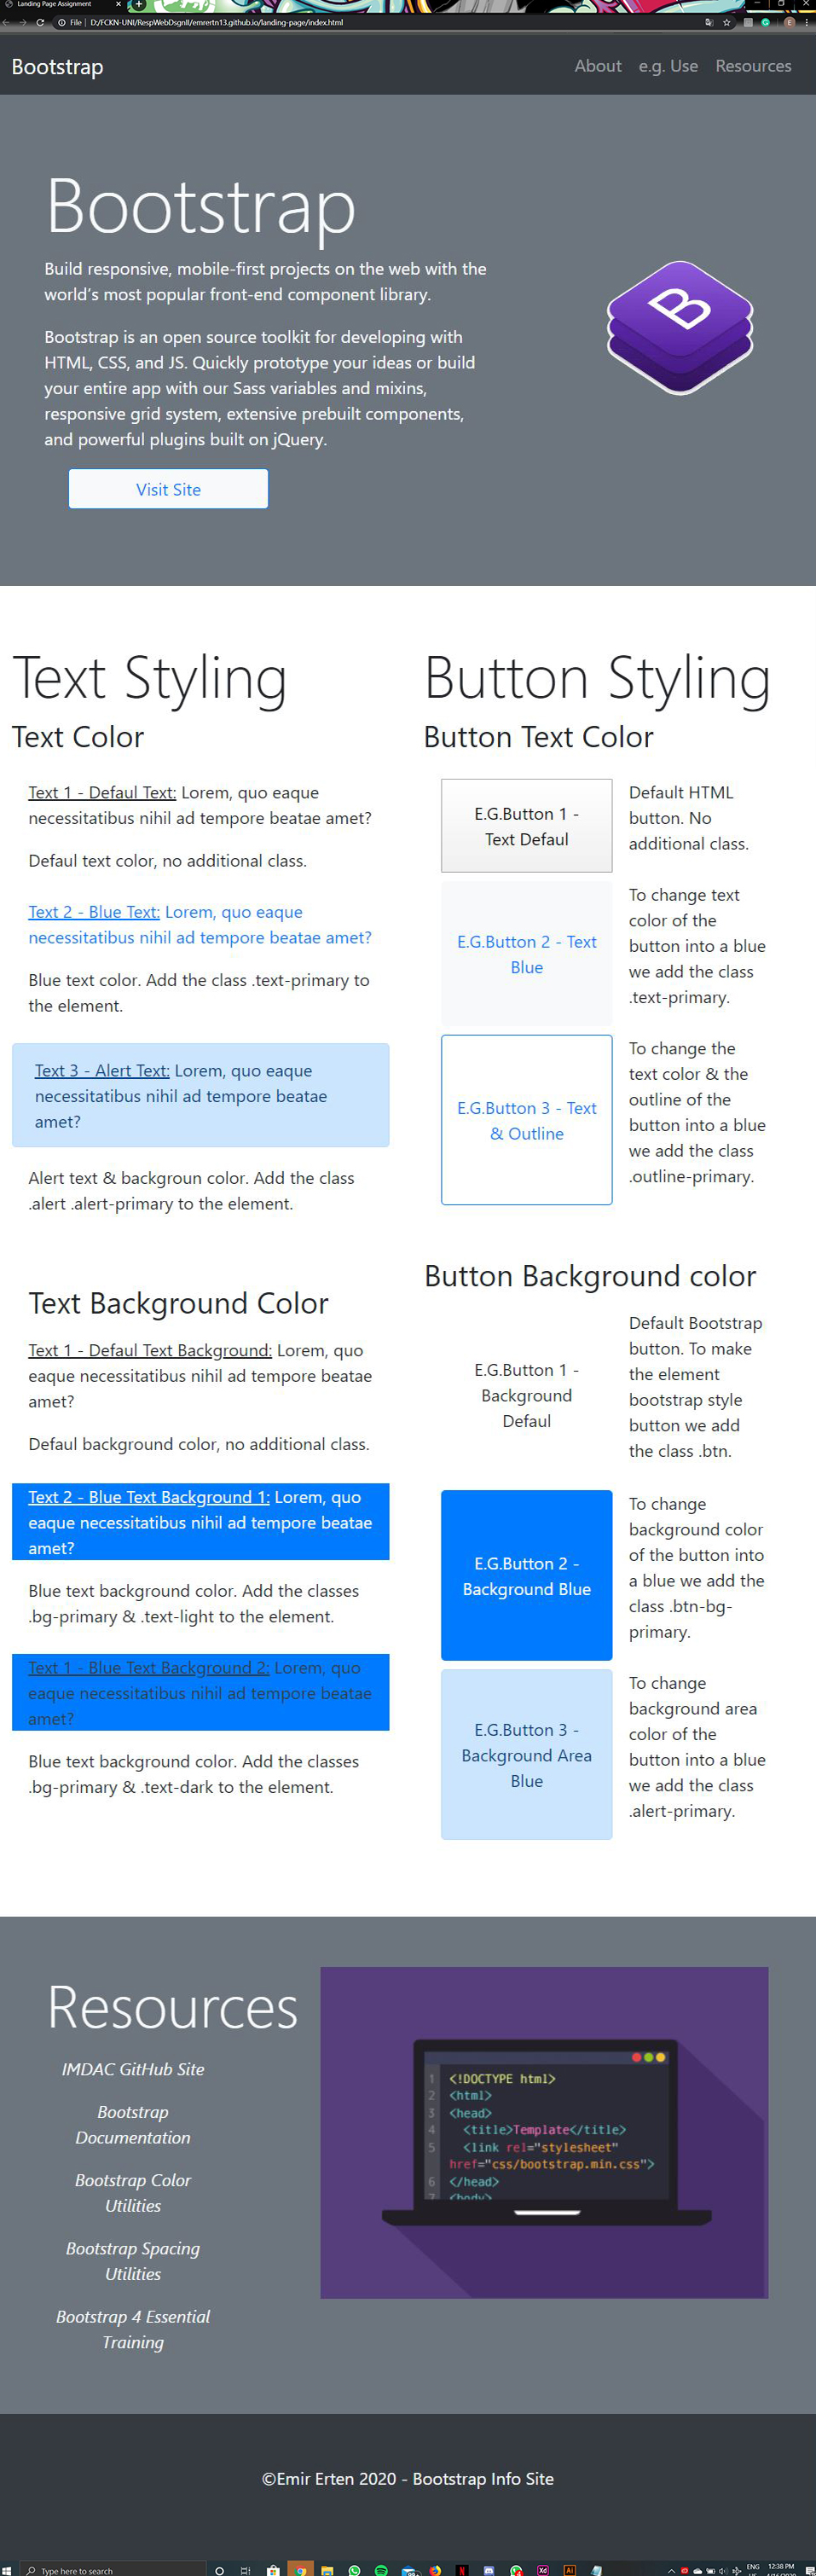 Landing Page Assignment
File | D:/FCKN-UNI/RespWebDsgnII/emrertn13.github.io/landing-page/index.html
Bootstrap
About e.g. Use Resources
Bootstrap
Build responsive, mobile-first projects on the web with the
world's most popular front-end component library.
Bootstrap is an open source toolkit for developing with
HTML, CSS, and JS. Quickly prototype your ideas or build
your entire app with our Sass variables and mixins,
responsive grid system, extensive prebuilt components,
and powerful plugins built on jQuery.
B
Visit Site
Text Styling
Text Color
Text 1 - Defaul Text: Lorem, quo eaque
necessitatibus nihil ad tempore beatae amet?
Defaul text color, no additional class.
Text 2 - Blue Text: Lorem, quo eaque
necessitatibus nihil ad tempore beatae amet?
Blue text color. Add the class .text-primary to
the element.
Text 3 - Alert Text: Lorem, quo eaque
necessitatibus nihil ad tempore beatae
amet?
Alert text & backgroun color. Add the class
.alert .alert-primary to the element.
Text Background Color
Text 1 - Defaul Text Background: Lorem, quo
eaque necessitatibus nihil ad tempore beatae
amet?
Defaul background color, no additional class.
Text 2 - Blue Text Background 1: Lorem, quo
eaque necessitatibus nihil ad tempore beatae
amet?
Blue text background color. Add the classes
.bg-primary & .text-light to the element.
Text 1 - Blue Text Background 2: Lorem, quo
eaque necessitatibus nihil ad tempore beatae
amet?
Blue text background color. Add the classes
.bg-primary & .text-dark to the element.
Button Styling
Button Text Color
E.G.Button 1 -
Text Defaul
Default HTML
button. No
additional class.
E.G.Button 2 - Text
Blue
To change text
color of the
button into a blue
we add the class
.text-primary.
E.G.Button 3 - Text
& Outline
To change the
text color & the
outline of the
button into a blue
we add the class
.outline-primary.
Button Background color
E.G.Button 1 -
Background
Defaul
Default Bootstrap
button. To make
the element
bootstrap style
button we add
the class .btn.
E.G.Button 2 -
Background Blue
To change
background color
of the button into
a blue we add the
class .btn-bg-
primary.
E.G.Button 3 -
Background Area
Blue
To change
background area
color of the
button into a blue
we add the class
.alert-primary.
Resources
IMDAC GitHub Site
Bootstrap
Documentation
Bootstrap Color
Utilities
Bootstrap Spacing
Utilities
Bootstrap 4 Essential
Training
1 <!DOCTYPE html>
2 <html>
3 <head>
4 <title>Template</title>
5 <link rel="stylesheet"
href="css/bootstrap.min.css">
6 </head>
7 <body>
©Emir Erten 2020 - Bootstrap Info Site
Type here to search
ENG 12:38 PM